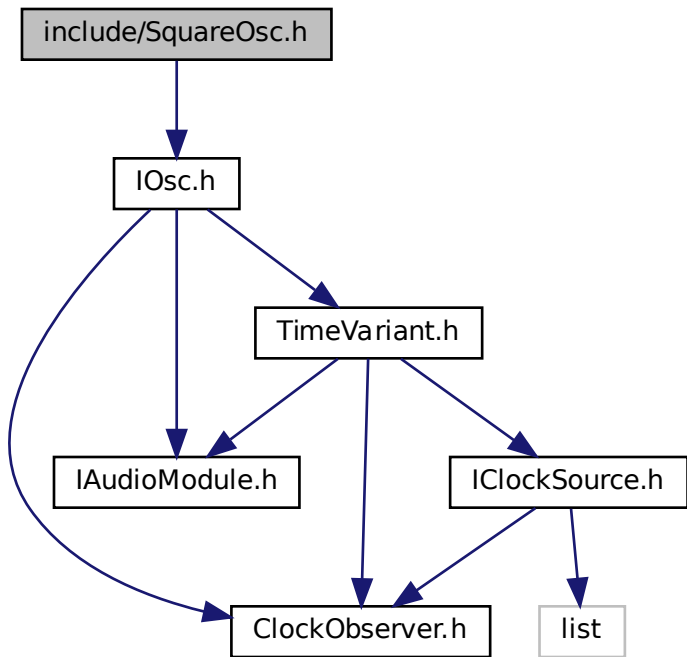 include/SquareOsc.h
IOsc.h
TimeVariant.h
IAudioModule.h
IClockSource.h
ClockObserver.h
list